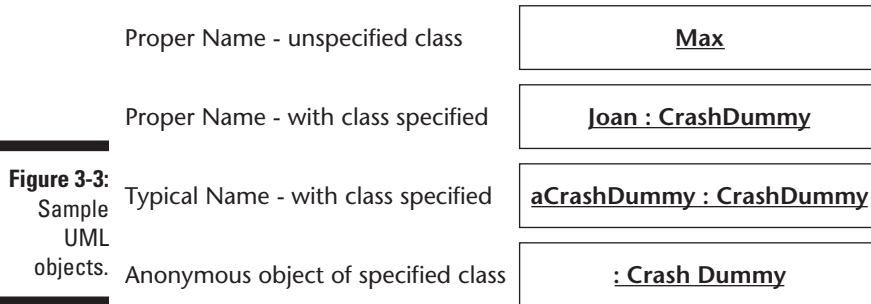 Proper Name - unspecified class
Max
Proper Name - with class specified
Joan : CrashDummy
Figure 3-3:
Sample
UML
objects.
Typical Name - with class specified
aCrashDummy : CrashDummy
Anonymous object of specified class
: Crash Dummy